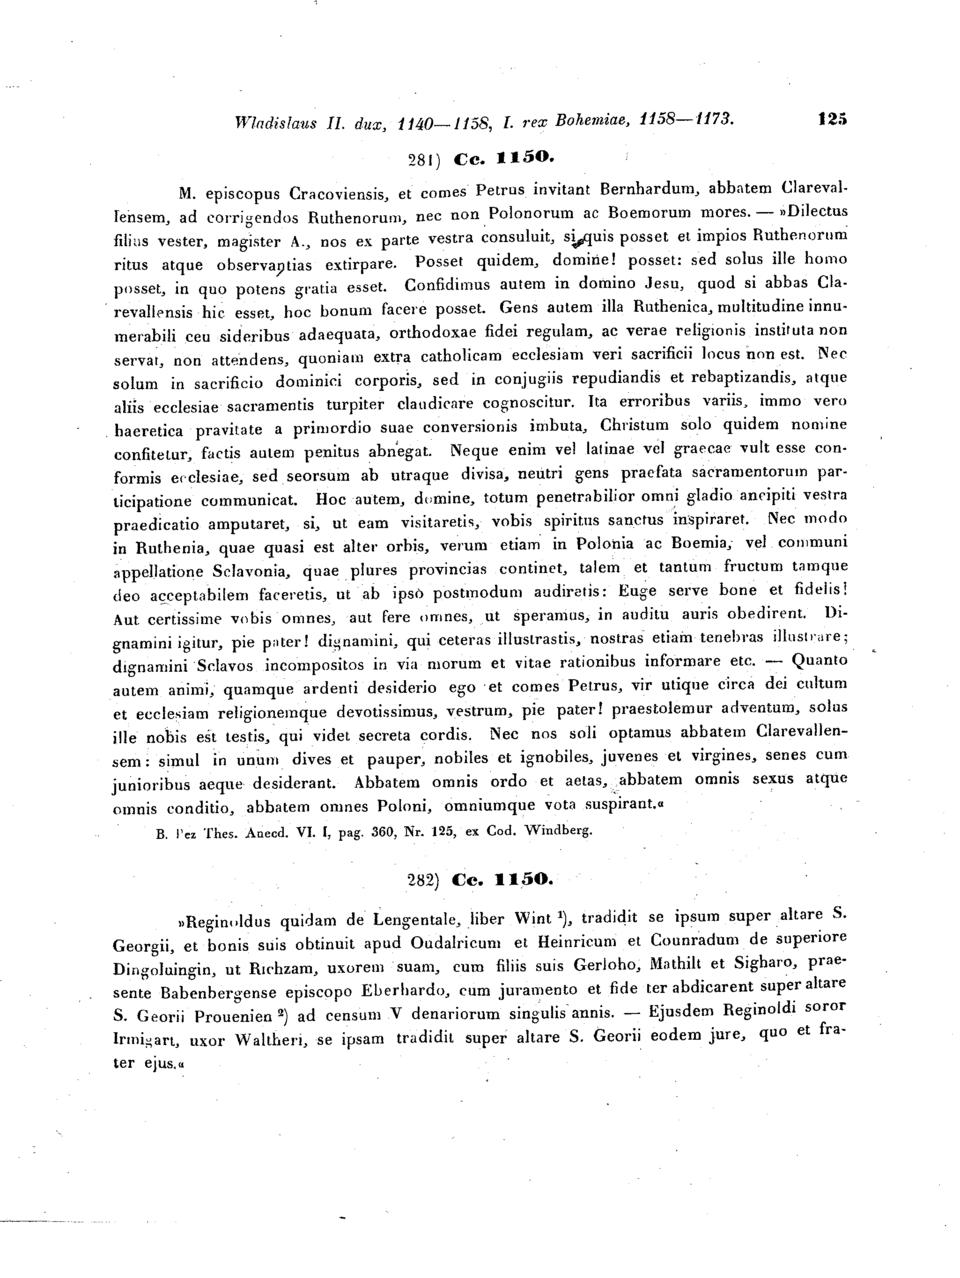 Wladislaus II. dux, 1140—1158, I. rex Bohemiae, 1158—1173. 125
281) Cc. 1150.
M. episcopus Cracoviensis, et comes Petrus invitant Bernhardum, abbatem Clareval-
lensem, ad corrigendos Ruthenorum, nec non Polonorum ac Boemorum mores. — »Dilectus
filius vester, magister A., nos ex parte vestra consuluit, si quis posset et impios Ruthenorum
ritus atque observantias extirpare. Posset quidem, domine! posset: sed solus ille homo
posset, in quo potens gratia esset. Confidimus autem in domino Jesu, quod si abbas Cla-
revallensis hic esset, hoc bonum facere posset. Gens autem illa Ruthenica, multitudine innu-
merabili ceu sideribus adaequata, orthodoxae fidei regulam, ac verae religionis instituta non
servat, non attendens, quoniam extra catholicam ecclesiam veri sacrificii locus non est. Nec
solum in sacrificio dominici corporis, sed in conjugiis repudiandis et rebaptizandis, atque
aliis ecclesiae sacramentis turpiter claudicare cognoscitur. Ita erroribus variis, immo vero
haeretica pravitate a primordio suae conversionis imbuta, Christum solo quidem nomine
confitetur, factis autem penitus abnegat. Neque enim vel latinae vel graecae vult esse con-
formis ecclesiae, sed seorsum ab utraque divisa, neutri gens praefata sacramentorum par-
ticipatione communicat. Hoc autem, domine, totum penetrabilior omni gladio ancipiti vestra
praedicatio amputaret, si, ut eam visitaretis, vobis spiritus sanctus inspiraret. Nec modo
in Ruthenia, quae quasi est alter orbis, verum etiam in Polonia ac Boemia, vel communi
appellatione Sclavonia, quae plures provincias continet, talem et tantum fructum tamque
deo acceptabilem faceretis, ut ab ipso postmodum audiretis: Euge serve bone et fidelis!
Aut certissime vobis omnes, aut fere omnes, ut speramus, in auditu auris obedirent. Di-
gnamini igitur, pie pater! dignamini, qui ceteras illustrastis, nostras etiam tenebras illustrare;
dignamini Sclavos incompositos in via morum et vitae rationibus informare etc. — Quanto
autem animi, quamque ardenti desiderio ego et comes Petrus, vir utique circa dei cultum
et ecclesiam religionemque devotissimus, vestrum, pie pater! praestolemur adventum, solus
ille nobis est testis, qui videt secreta cordis. Nec nos soli optamus abbatem Clarevallen-
sem: simul in unum dives et pauper, nobiles et ignobiles, juvenes et virgines, senes cum
junioribus aeque desiderant. Abbatem omnis ordo et aetas, abbatem omnis sexus atque
omnis conditio, abbatem omnes Poloni, omniumque vota suspirant.«
B. Pez Thes. Anecd. VI. I, pag. 360, Nr. 125, ex Cod. Windberg.
282) Cc. 1150.
»Reginoldus quidam de Lengentale, liber Wint ¹), tradidit se ipsum super altare S.
Georgii, et bonis suis obtinuit apud Oudalricum et Heinricum et Counradum de superiore
Dingoluingin, ut Richzam, uxorem suam, cum filiis suis Gerloho, Mathilt et Sigharo, prae-
sente Babenbergense episcopo Eberhardo, cum juramento et fide ter abdicarent super altare
S. Georii Prouenien ²) ad censum V denariorum singulis annis. — Ejusdem Reginoldi soror
Irmigart, uxor Waltheri, se ipsam tradidit super altare S. Georii eodem jure, quo et fra-
ter ejus.«